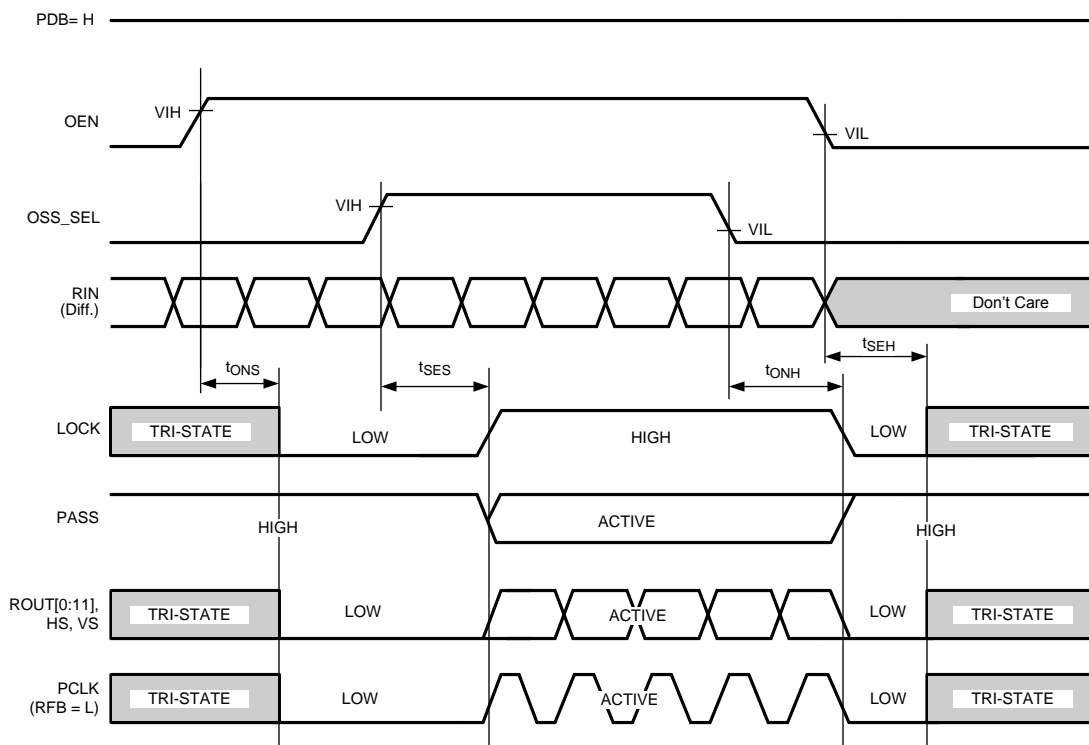 PDB= H
VIH
OEN
VIL
VIH
OSS_SEL
VIL
RIN
(Diff.)
Don't Care
tSEH
tONS
tSES
tONH
LOCK
TRI-STATE
LOW
HIGH
LOW
TRI-STATE
PASS
HIGH
ACTIVE
HIGH
ROUT[0:11],
HS, VS
TRI-STATE
LOW
ACTIVE
LOW
TRI-STATE
PCLK
(RFB = L)
TRI-STATE
LOW
ACTIVE
LOW
TRI-STATE